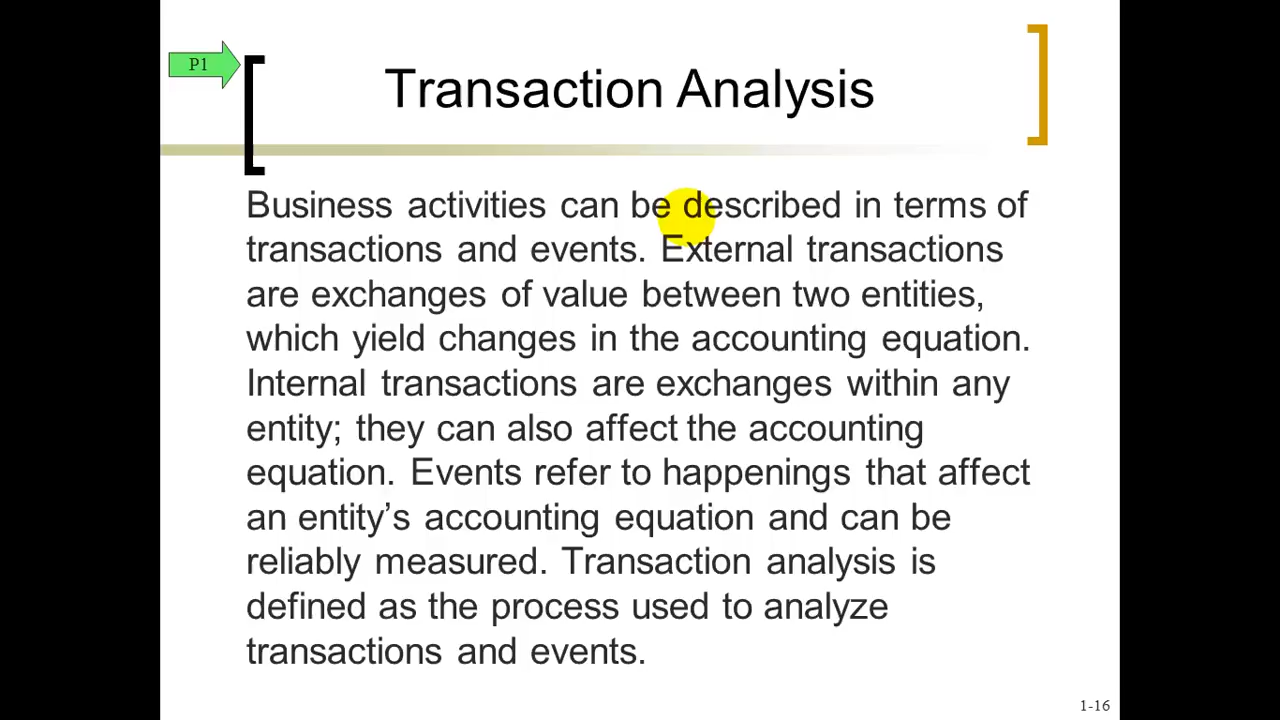 P1
Transaction Analysis
Business activities can be described in terms of
transactions and events. External transactions
are exchanges of value between two entities,
which yield changes in the accounting equation.
Internal transactions are exchanges within any
entity; they can also affect the accounting
equation. Events refer to happenings that affect
an entity’s accounting equation and can be
reliably measured. Transaction analysis is
defined as the process used to analyze
transactions and events.
1-16